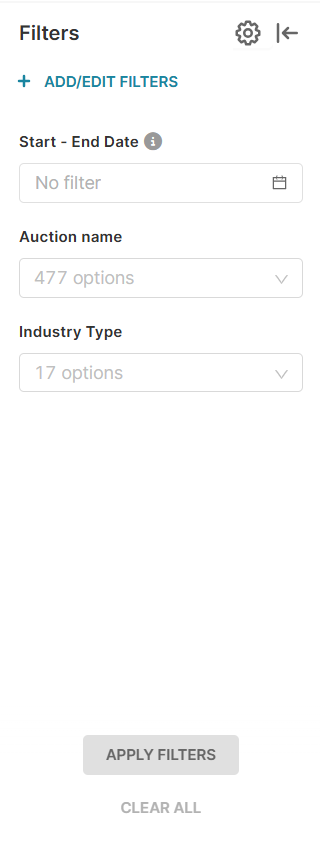 Filters
+ ADD/EDIT FILTERS
Start - End Date
No filter
Auction name
477 options
Industry Type
17 options
APPLY FILTERS
CLEAR ALL